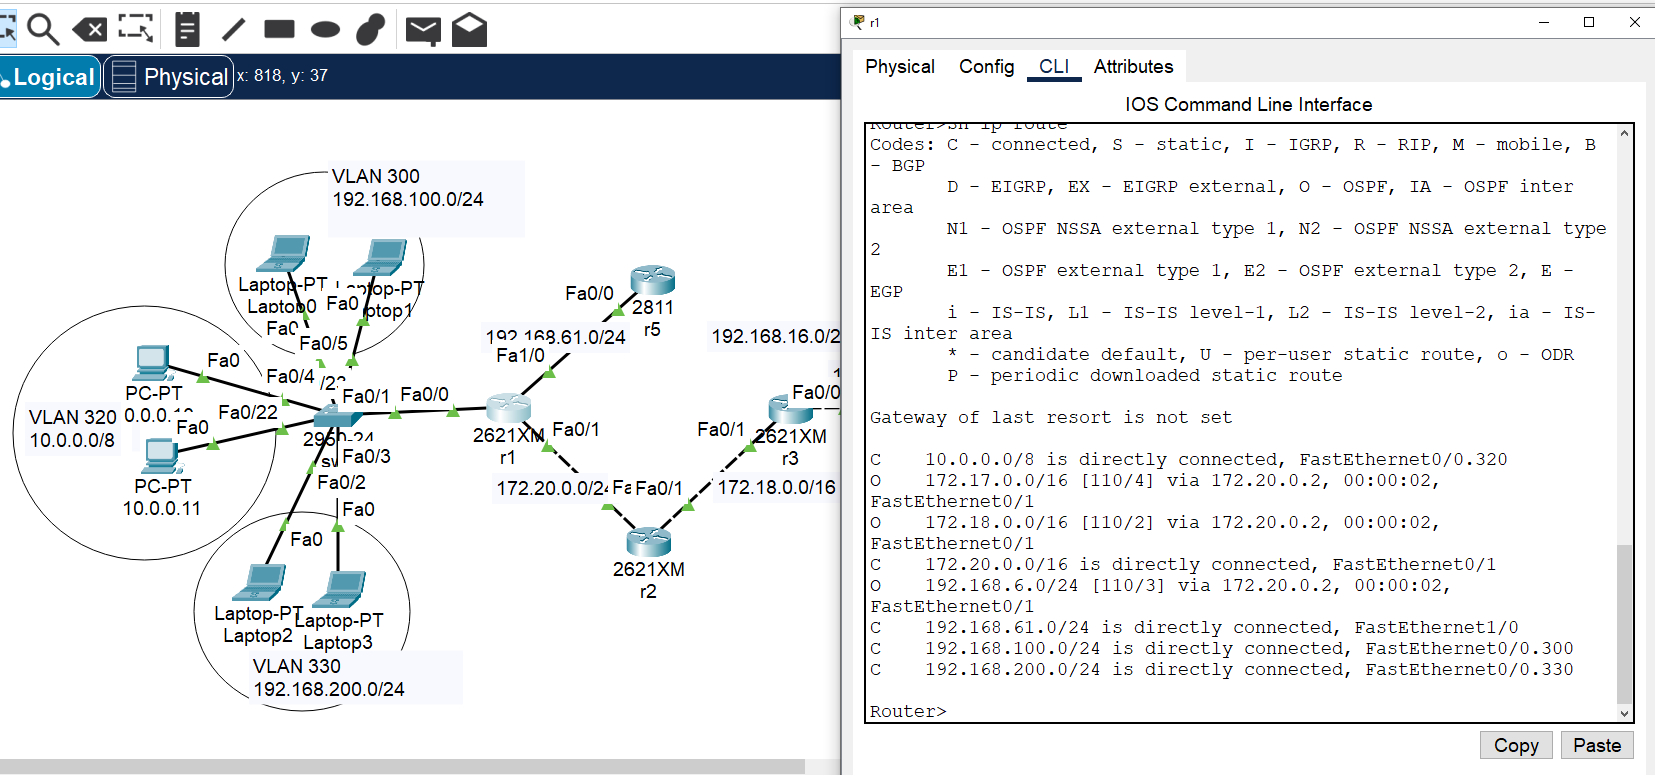 Logical
Physical
x: 818, y: 37
VLAN 300
192.168.100.0/24
Laptop-PT
Laptop0
Fa0
Fa0
Fa0/5
Fa0
PC-PT
Fa0/4
Fa0/1
Fa0/0
VLAN 320
10.0.0.0/8
Fa0
Fa0/22
PC-PT
10.0.0.11
2950-24
Fa0/3
Fa0/2
Fa0
Fa0
Laptop-PT
Laptop2
Laptop-PT
Laptop3
VLAN 330
192.168.200.0/24
Fa0/0
2811
r5
192.168.61.0/24
Fa1/0
2621XM
r1
Fa0/1
172.20.0.0/24
Fa0/1
2621XM
r2
172.18.0.0/16
Fa0/1
2621XM
r3
Fa0/0
192.168.16.0/2
r1
Physical
Config
CLI
Attributes
IOS Command Line Interface
Router>sh ip route
Codes: C - connected, S - static, I - IGRP, R - RIP, M - mobile, B
- BGP
D - EIGRP, EX - EIGRP external, O - OSPF, IA - OSPF inter
area
N1 - OSPF NSSA external type 1, N2 - OSPF NSSA external type
2
E1 - OSPF external type 1, E2 - OSPF external type 2, E -
EGP
i - IS-IS, L1 - IS-IS level-1, L2 - IS-IS level-2, ia - IS-
IS inter area
* - candidate default, U - per-user static route, o - ODR
P - periodic downloaded static route
Gateway of last resort is not set
C 10.0.0.0/8 is directly connected, FastEthernet0/0.320
O 172.17.0.0/16 [110/4] via 172.20.0.2, 00:00:02,
FastEthernet0/1
O 172.18.0.0/16 [110/2] via 172.20.0.2, 00:00:02,
FastEthernet0/1
C 172.20.0.0/16 is directly connected, FastEthernet0/1
O 192.168.6.0/24 [110/3] via 172.20.0.2, 00:00:02,
FastEthernet0/1
C 192.168.61.0/24 is directly connected, FastEthernet1/0
C 192.168.100.0/24 is directly connected, FastEthernet0/0.300
C 192.168.200.0/24 is directly connected, FastEthernet0/0.330
Router>
Copy
Paste